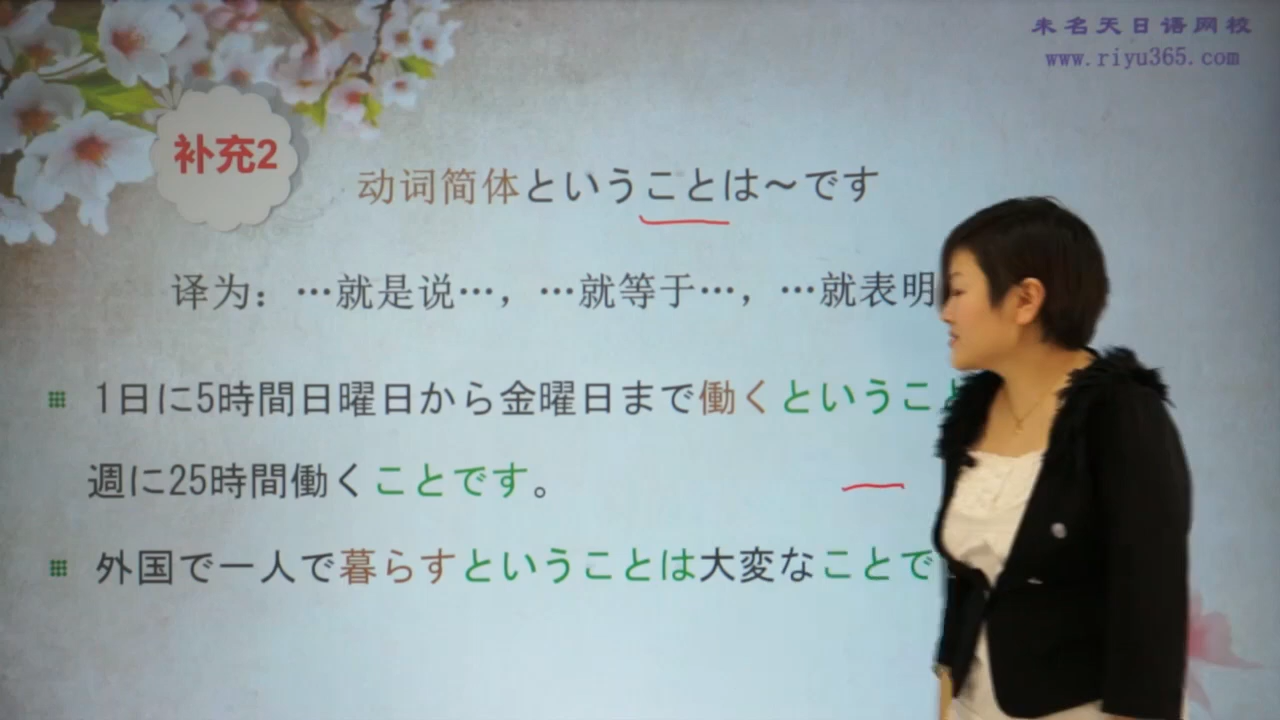 未名天日语网校
www.riyu365.com
补充2
动词简体ということは～です
译为：…就是说…，…就等于…，…就表明
1日に5時間日曜日から金曜日まで働くということ
週に25時間働くことです。
外国で一人で暮らすということは大変なことで